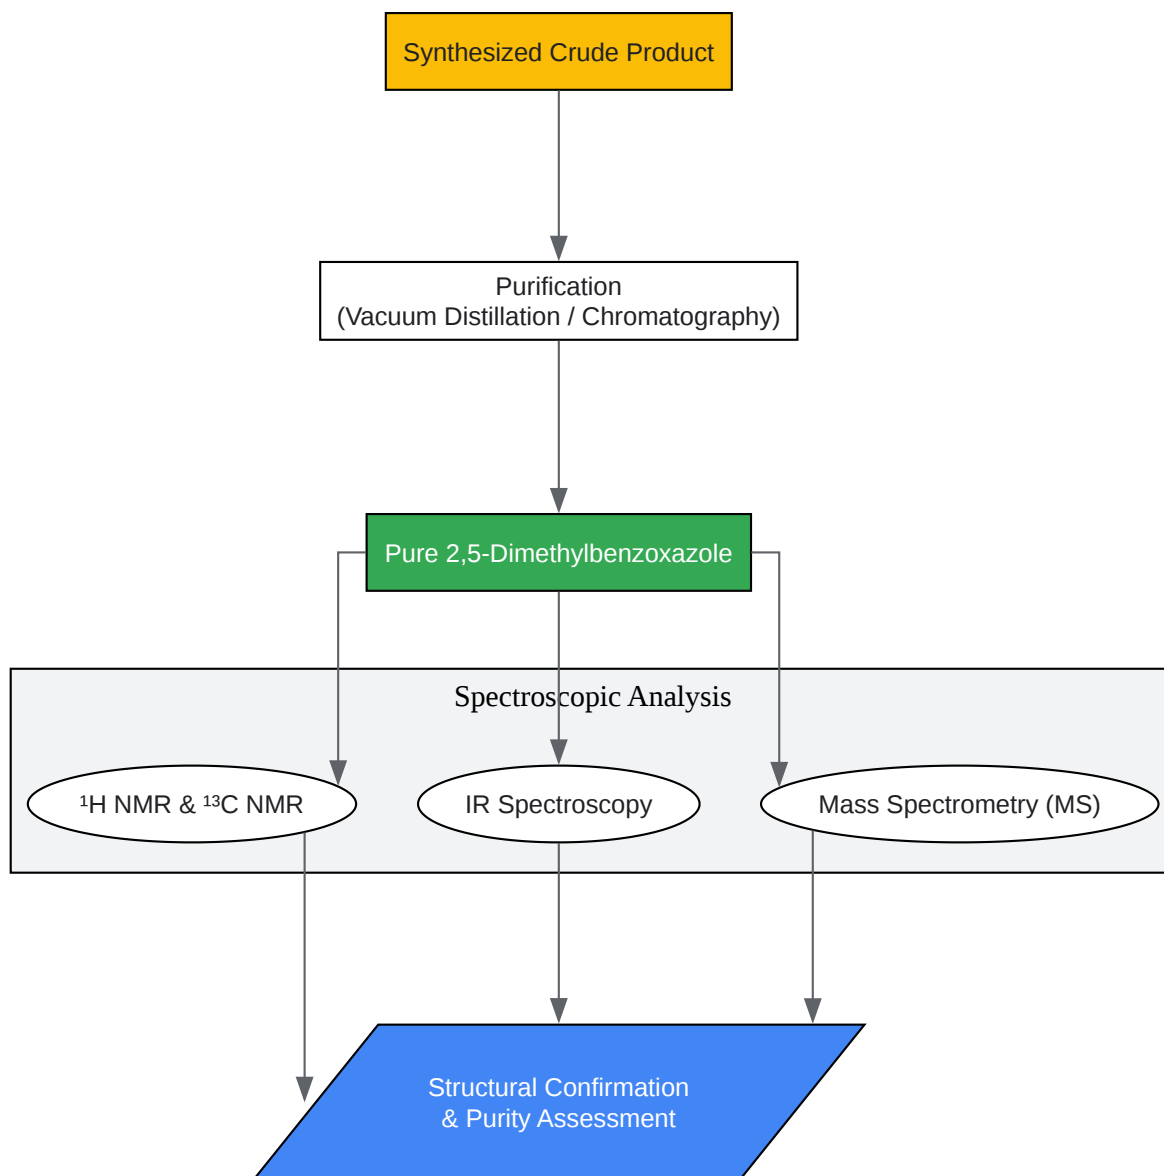 Synthesized Crude Product
Purification
(Vacuum Distillation / Chromatography)
Pure 2,5-Dimethylbenzoxazole
Spectroscopic Analysis
¹H NMR & ¹³C NMR
IR Spectroscopy
Mass Spectrometry (MS)
Structural Confirmation
& Purity Assessment